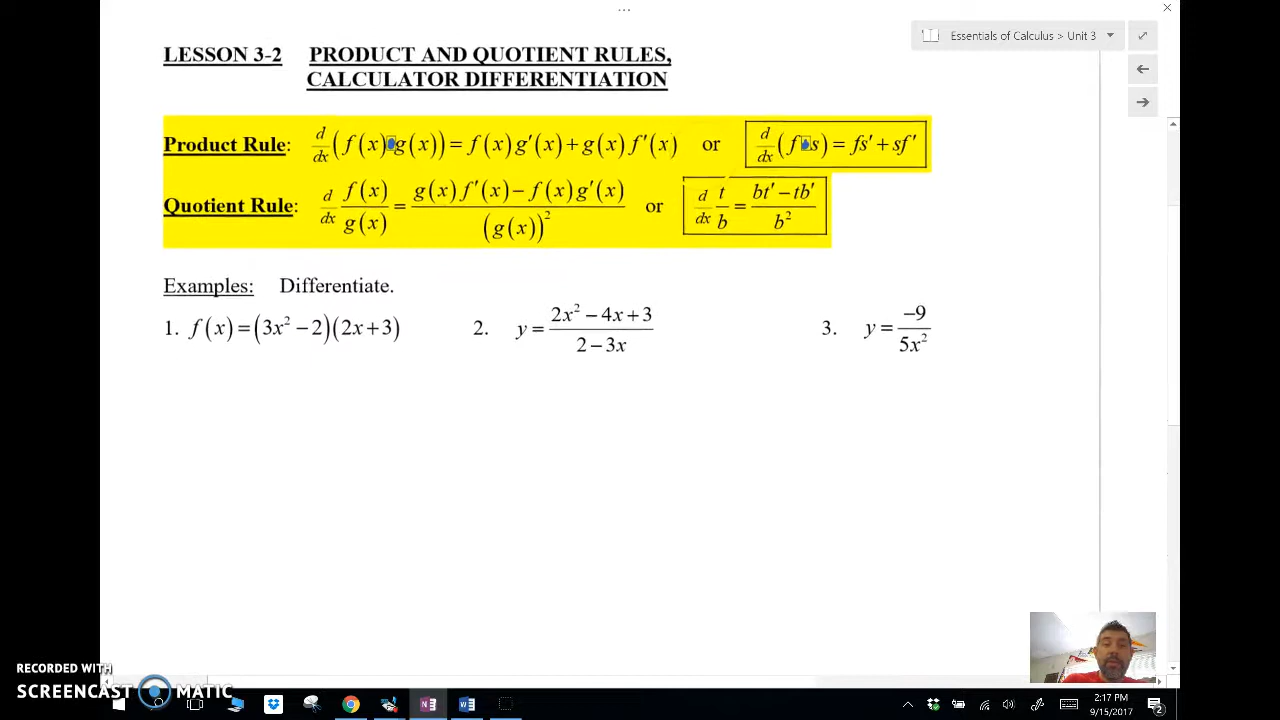 Essentials of Calculus > Unit 3
LESSON 3-2 PRODUCT AND QUOTIENT RULES,
CALCULATOR DIFFERENTIATION
Product Rule: d/dx (f(x)•g(x)) = f(x)g′(x) + g(x)f′(x) or d/dx (f•s) = fs′ + sf′
Quotient Rule: d/dx f(x)/g(x) = (g(x)f′(x) − f(x)g′(x))/(g(x))² or d/dx t/b = (bt′ − tb′)/b²
Examples: Differentiate.
1. f(x) = (3x² − 2)(2x + 3) 2. y = (2x² − 4x + 3)/(2 − 3x) 3. y = −9/(5x²)
RECORDED WITH
SCREENCAST MATIC
2:17 PM
9/15/2017
2